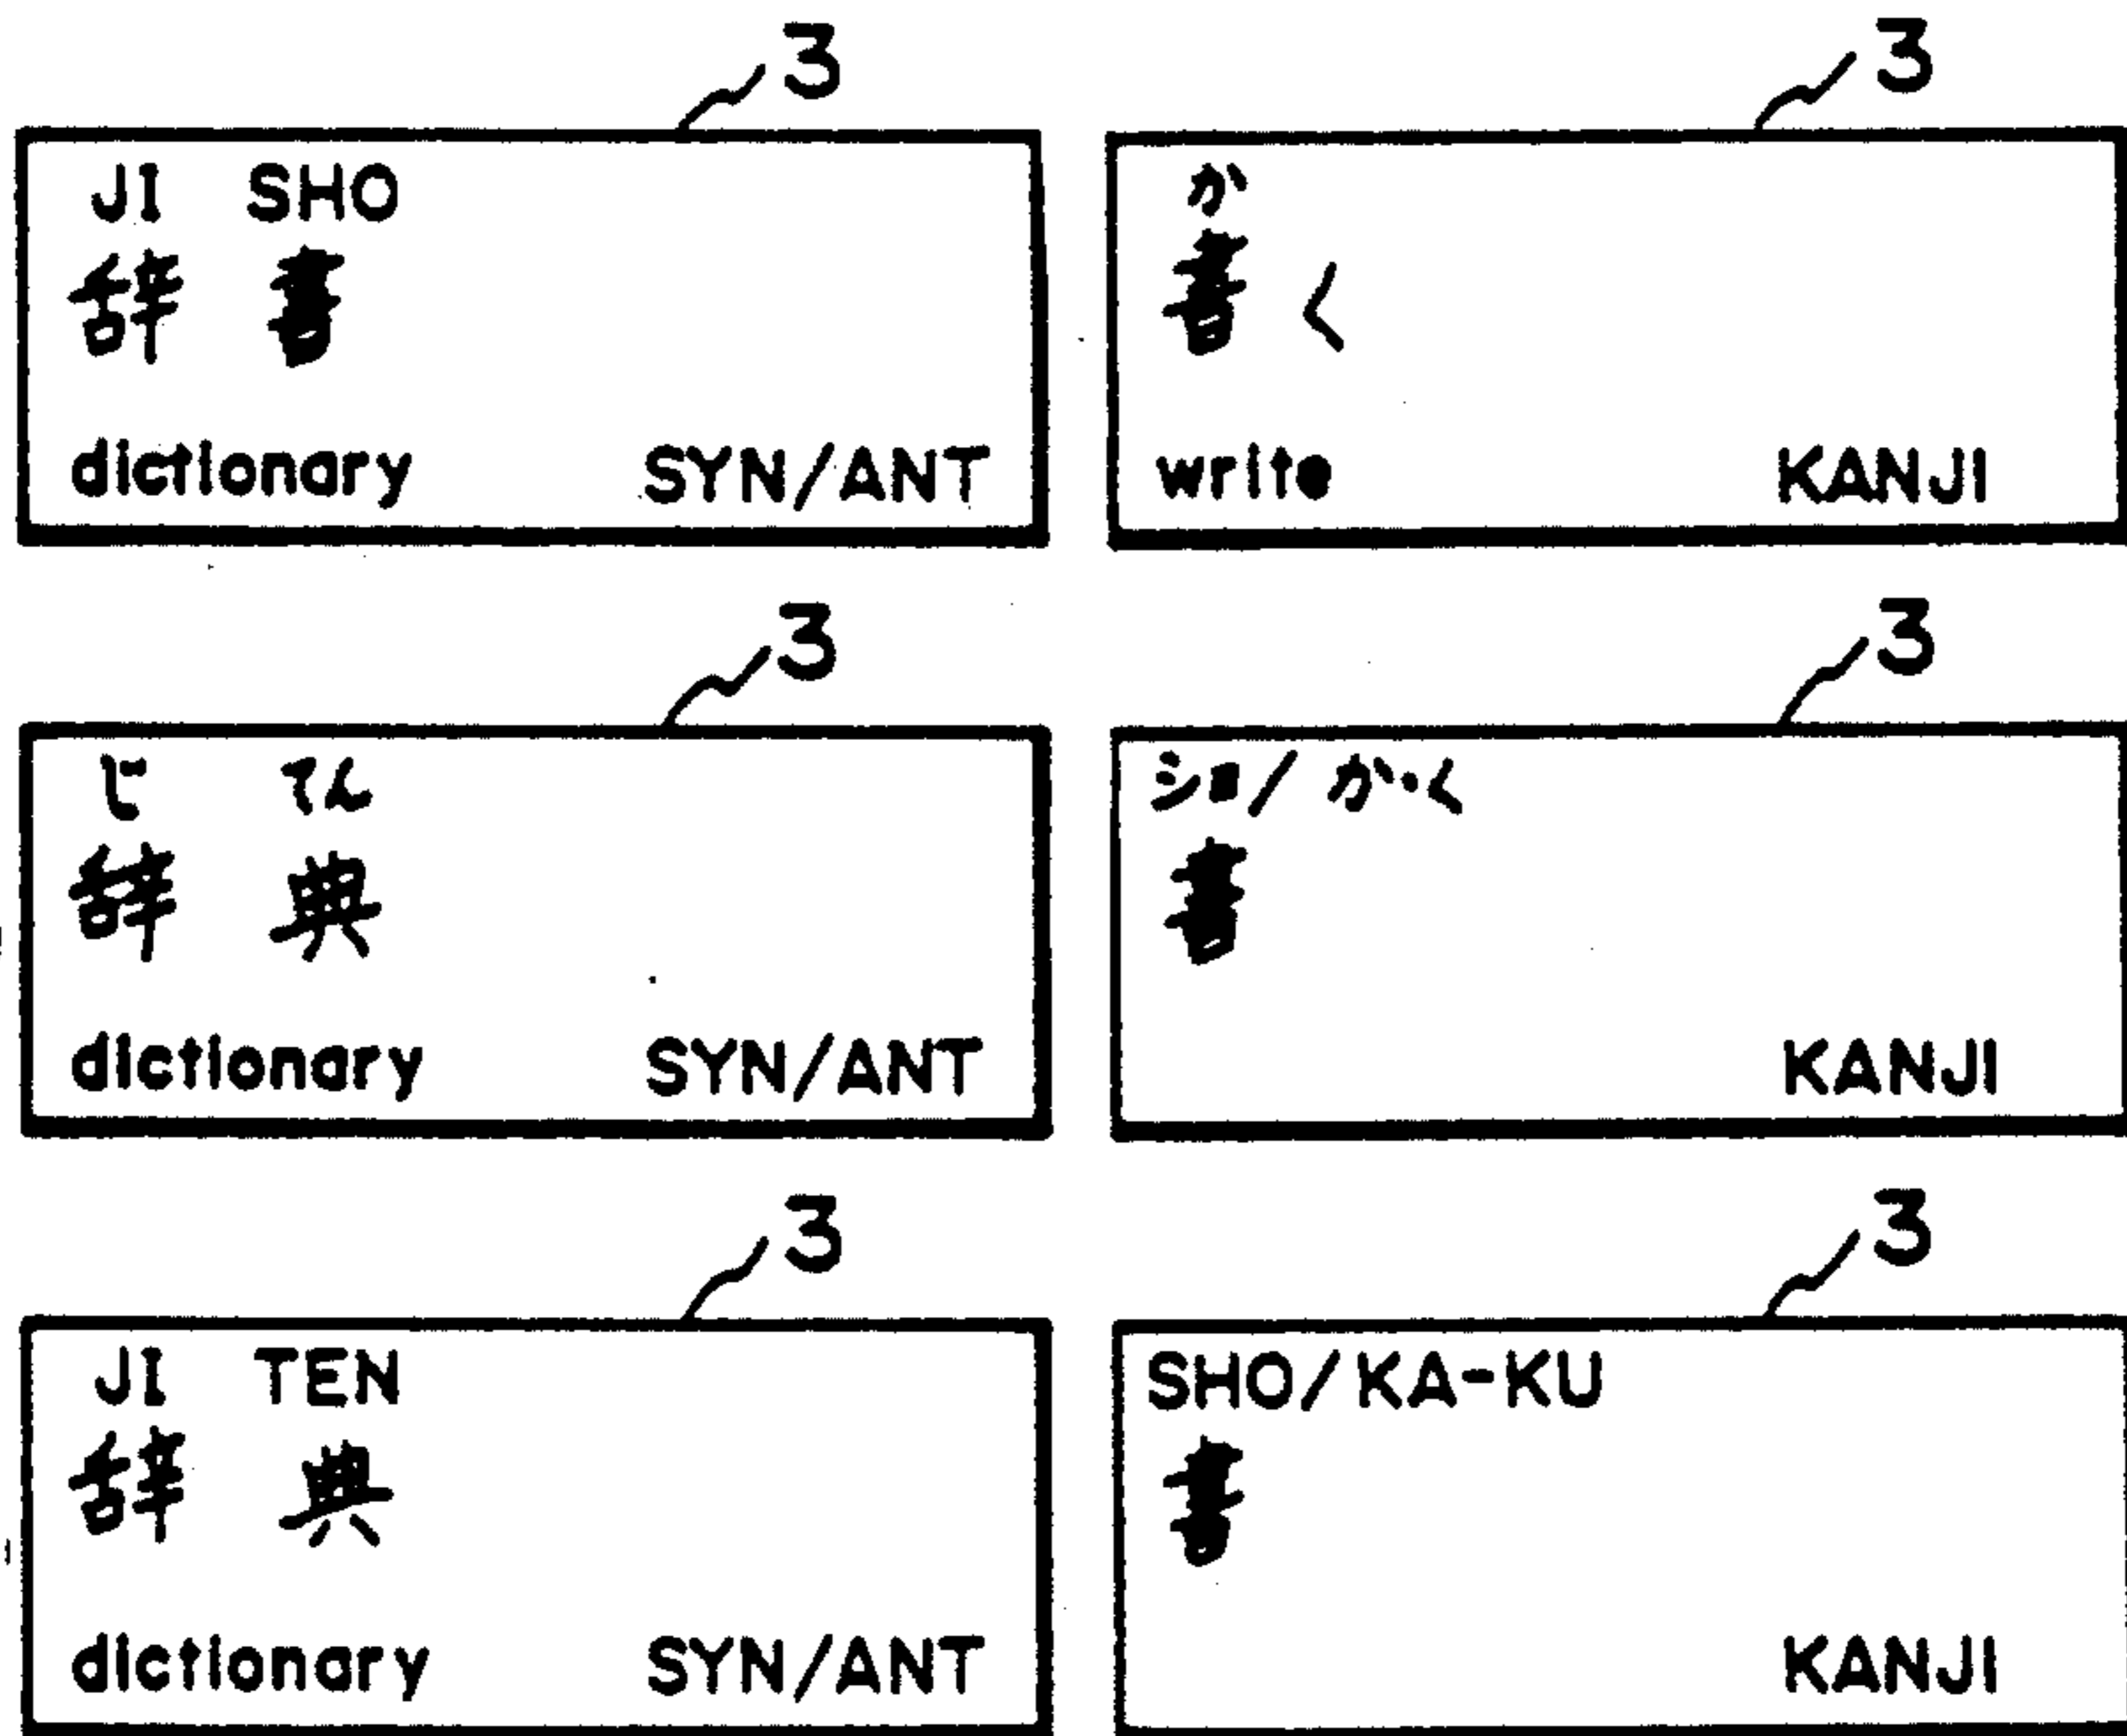 3
JI SHO
辞書
dictionary SYN/ANT
3
か
書く
write KANJI
3
じ てん
辞典
dictionary SYN/ANT
3
ショ/か・く
書
KANJI
3
JI TEN
辞典
dictionary SYN/ANT
3
SHO/KA-KU
書
KANJI